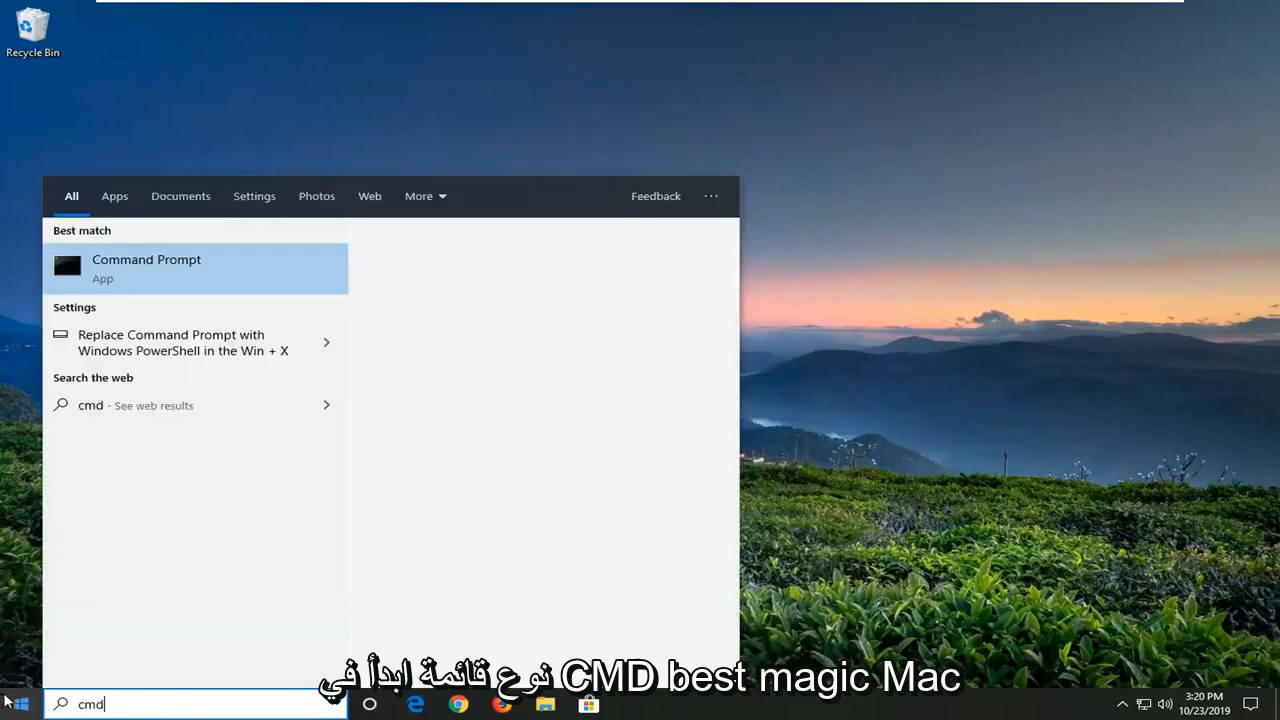 Recycle Bin
All Apps Documents Settings Photos Web More Feedback ...
Best match
Command Prompt
App
Settings
Replace Command Prompt with
Windows PowerShell in the Win + X
Search the web
cmd - See web results
نوع قائمة ابدأ في CMD best magic Mac
cmd
3:20 PM
10/23/2019